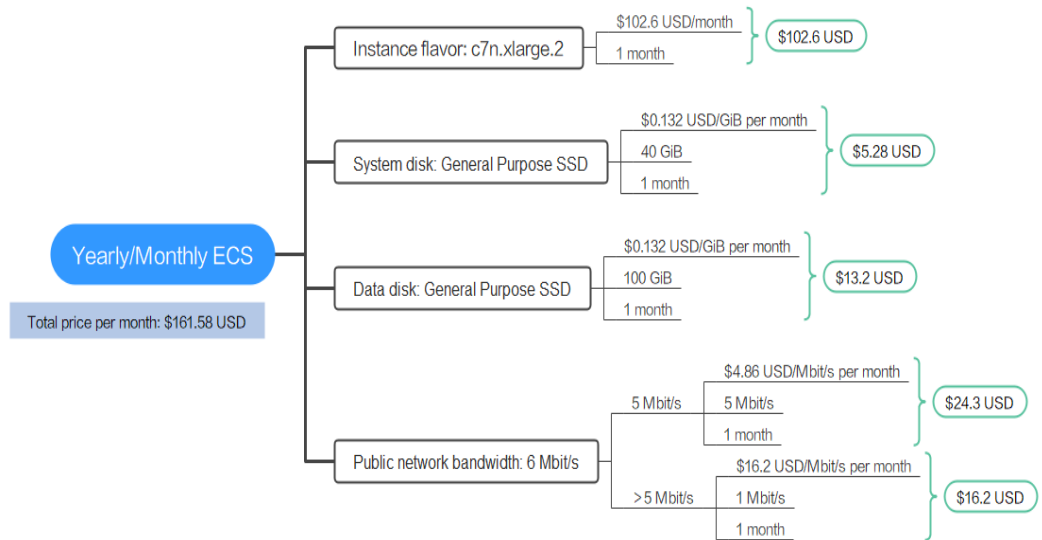 Yearly/Monthly ECS
Total price per month: $161.58 USD
Instance flavor: c7n.xlarge.2
$102.6 USD/month
1 month
$102.6 USD
System disk: General Purpose SSD
$0.132 USD/GiB per month
40 GiB
1 month
$5.28 USD
Data disk: General Purpose SSD
$0.132 USD/GiB per month
100 GiB
1 month
$13.2 USD
Public network bandwidth: 6 Mbit/s
5 Mbit/s
$4.86 USD/Mbit/s per month
5 Mbit/s
1 month
$24.3 USD
>5 Mbit/s
$16.2 USD/Mbit/s per month
1 Mbit/s
1 month
$16.2 USD